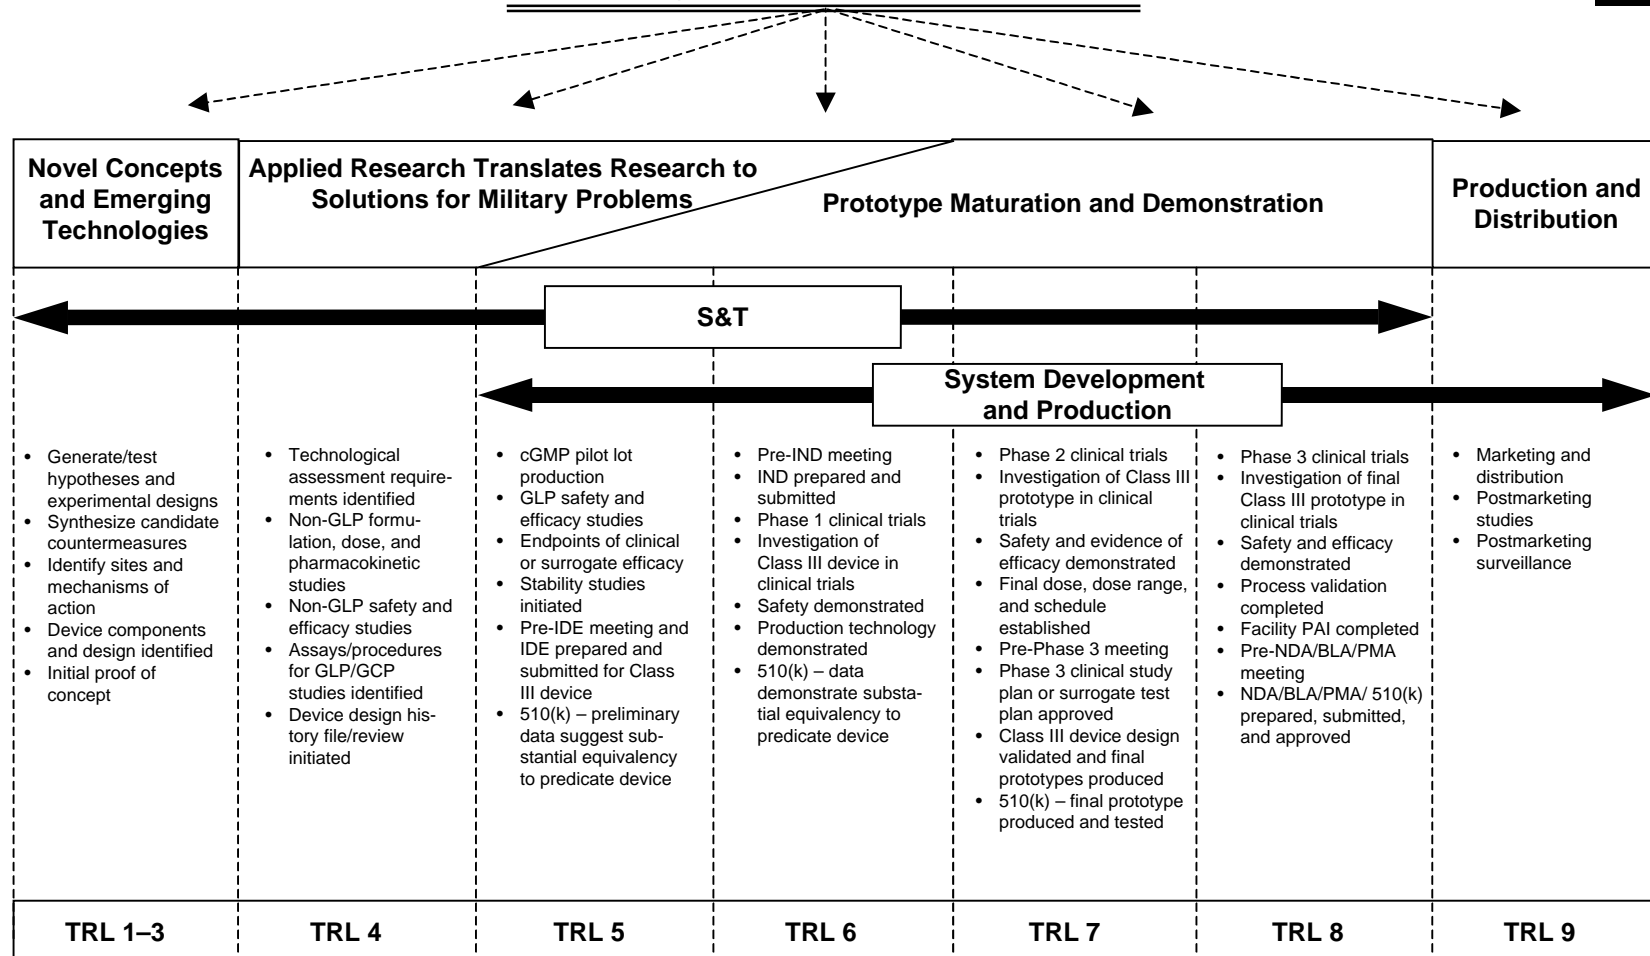 Novel Concepts
and Emerging
Technologies
Applied Research Translates Research to
Solutions for Military Problems
Prototype Maturation and Demonstration
Production and
Distribution
S&T
System Development
and Production
• Generate/test
hypotheses and
experimental designs
• Synthesize candidate
countermeasures
• Identify sites and
mechanisms of
action
• Device components
and design identified
• Initial proof of
concept
• Technological
assessment require-
ments identified
• Non-GLP formu-
lation, dose, and
pharmacokinetic
studies
• Non-GLP safety and
efficacy studies
• Assays/procedures
for GLP/GCP
studies identified
• Device design his-
tory file/review
initiated
• cGMP pilot lot
production
• GLP safety and
efficacy studies
• Endpoints of clinical
or surrogate efficacy
• Stability studies
initiated
• Pre-IDE meeting and
IDE prepared and
submitted for Class
III device
• 510(k) – preliminary
data suggest sub-
stantial equivalency
to predicate device
• Pre-IND meeting
• IND prepared and
submitted
• Phase 1 clinical trials
• Investigation of
Class III device in
clinical trials
• Safety demonstrated
• Production technology
demonstrated
• 510(k) – data
demonstrate substa-
tial equivalency to
predicate device
• Phase 2 clinical trials
• Investigation of Class III
prototype in clinical
trials
• Safety and evidence of
efficacy demonstrated
• Final dose, dose range,
and schedule
established
• Pre-Phase 3 meeting
• Phase 3 clinical study
plan or surrogate test
plan approved
• Class III device design
validated and final
prototypes produced
• 510(k) – final prototype
produced and tested
• Phase 3 clinical trials
• Investigation of final
Class III prototype in
clinical trials
• Safety and efficacy
demonstrated
• Process validation
completed
• Facility PAI completed
• Pre-NDA/BLA/PMA
meeting
• NDA/BLA/PMA/ 510(k)
prepared, submitted,
and approved
• Marketing and
distribution
• Postmarketing
studies
• Postmarketing
surveillance
TRL 1–3
TRL 4
TRL 5
TRL 6
TRL 7
TRL 8
TRL 9